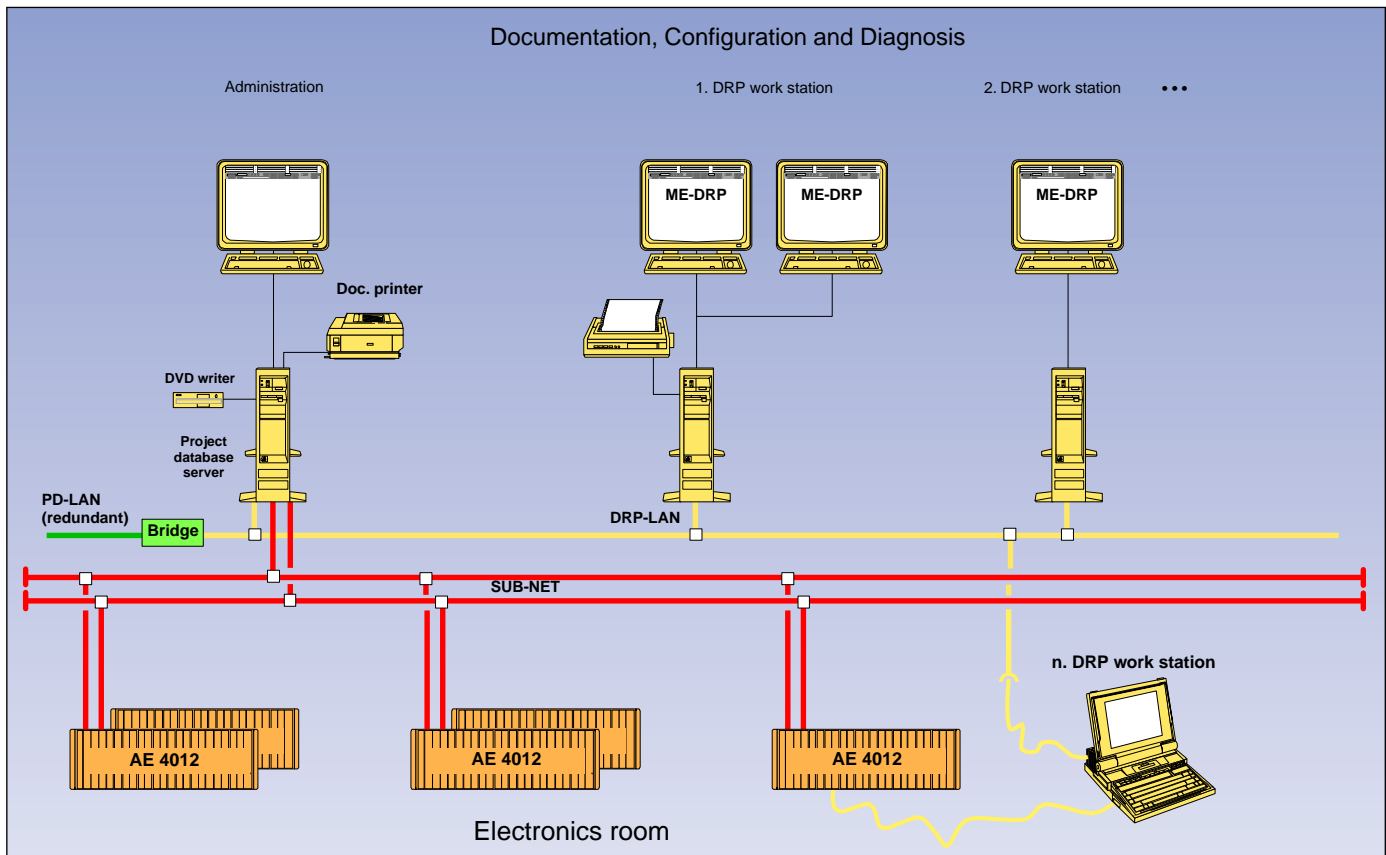 Documentation, Configuration and Diagnosis
Administration
1. DRP work station
2. DRP work station
•••
ME-DRP
ME-DRP
ME-DRP
Doc. printer
DVD writer
Project
database
server
PD-LAN
(redundant)
Bridge
DRP-LAN
SUB-NET
n. DRP work station
AE 4012
AE 4012
AE 4012
Electronics room